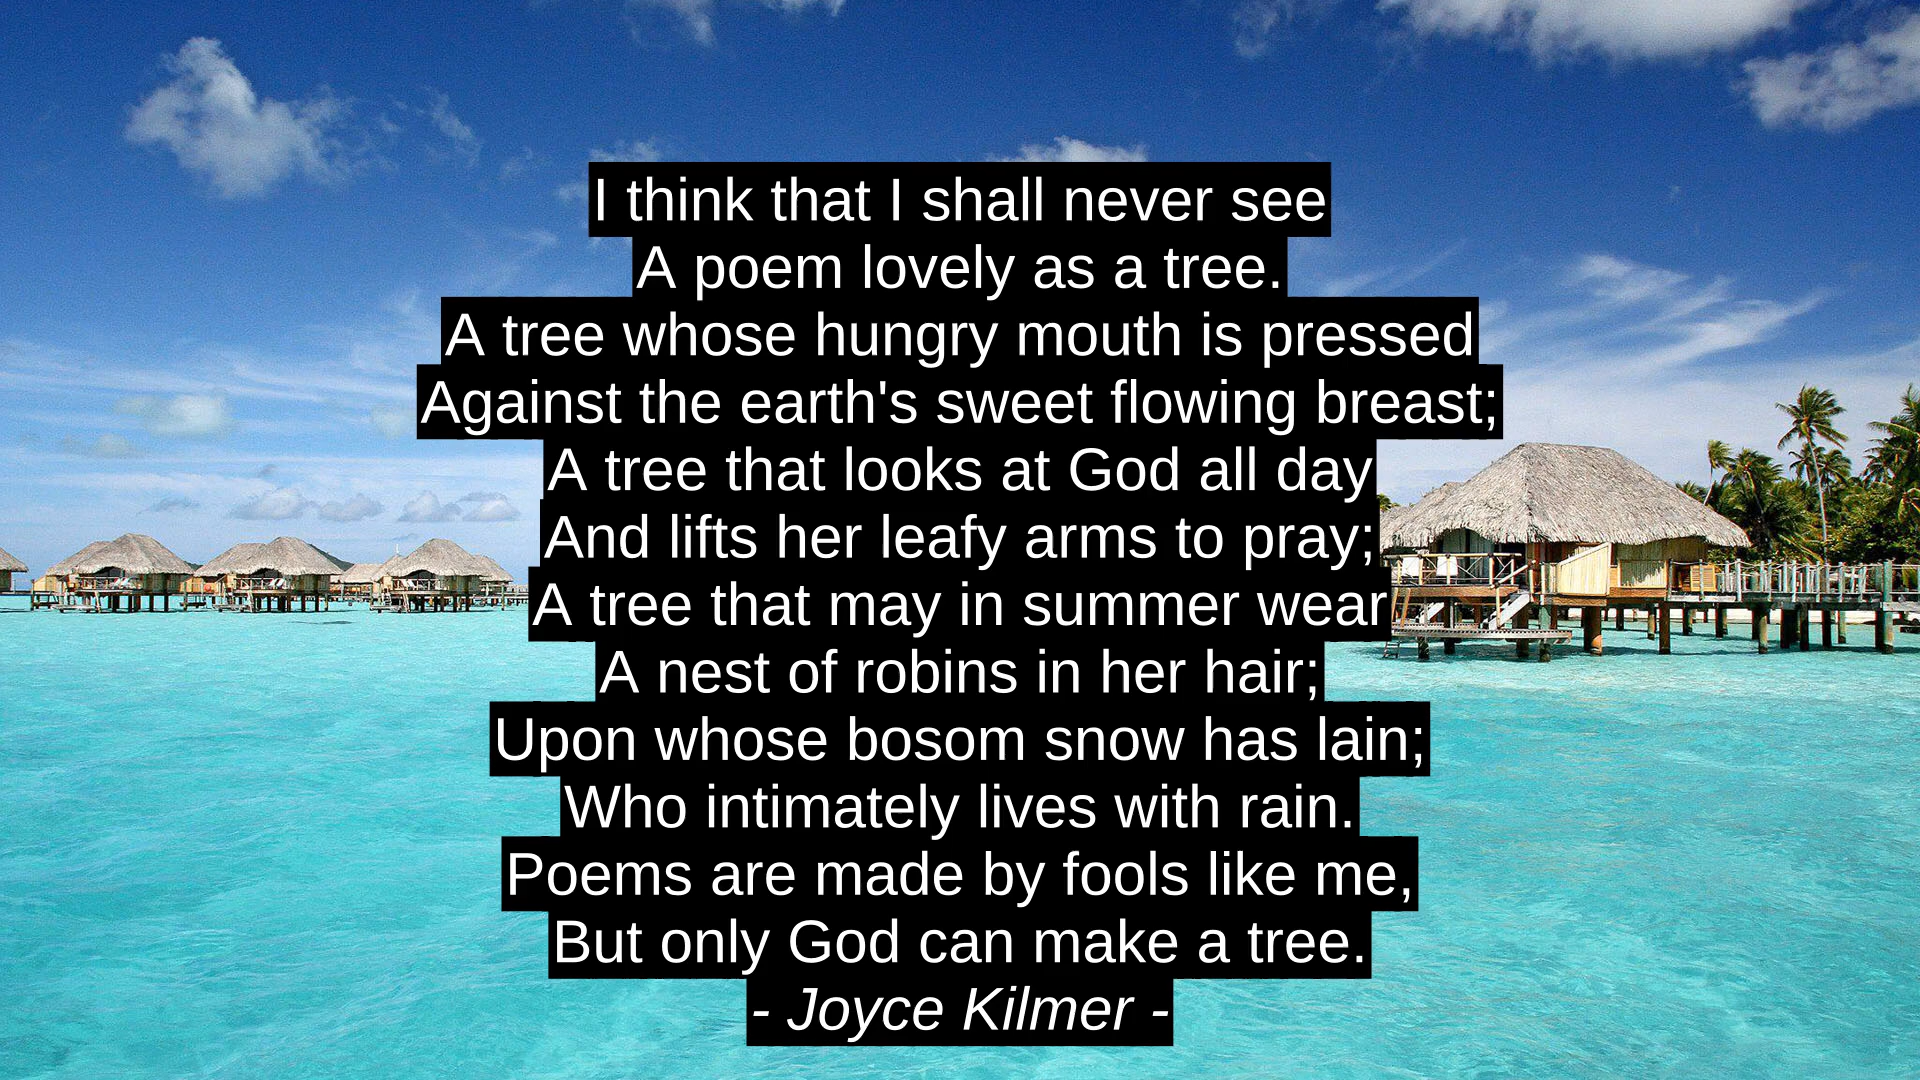 I think that I shall never see
A poem lovely as a tree.
A tree whose hungry mouth is pressed
Against the earth's sweet flowing breast;
A tree that looks at God all day
And lifts her leafy arms to pray;
A tree that may in summer wear
A nest of robins in her hair;
Upon whose bosom snow has lain;
Who intimately lives with rain.
Poems are made by fools like me,
But only God can make a tree.
- Joyce Kilmer -